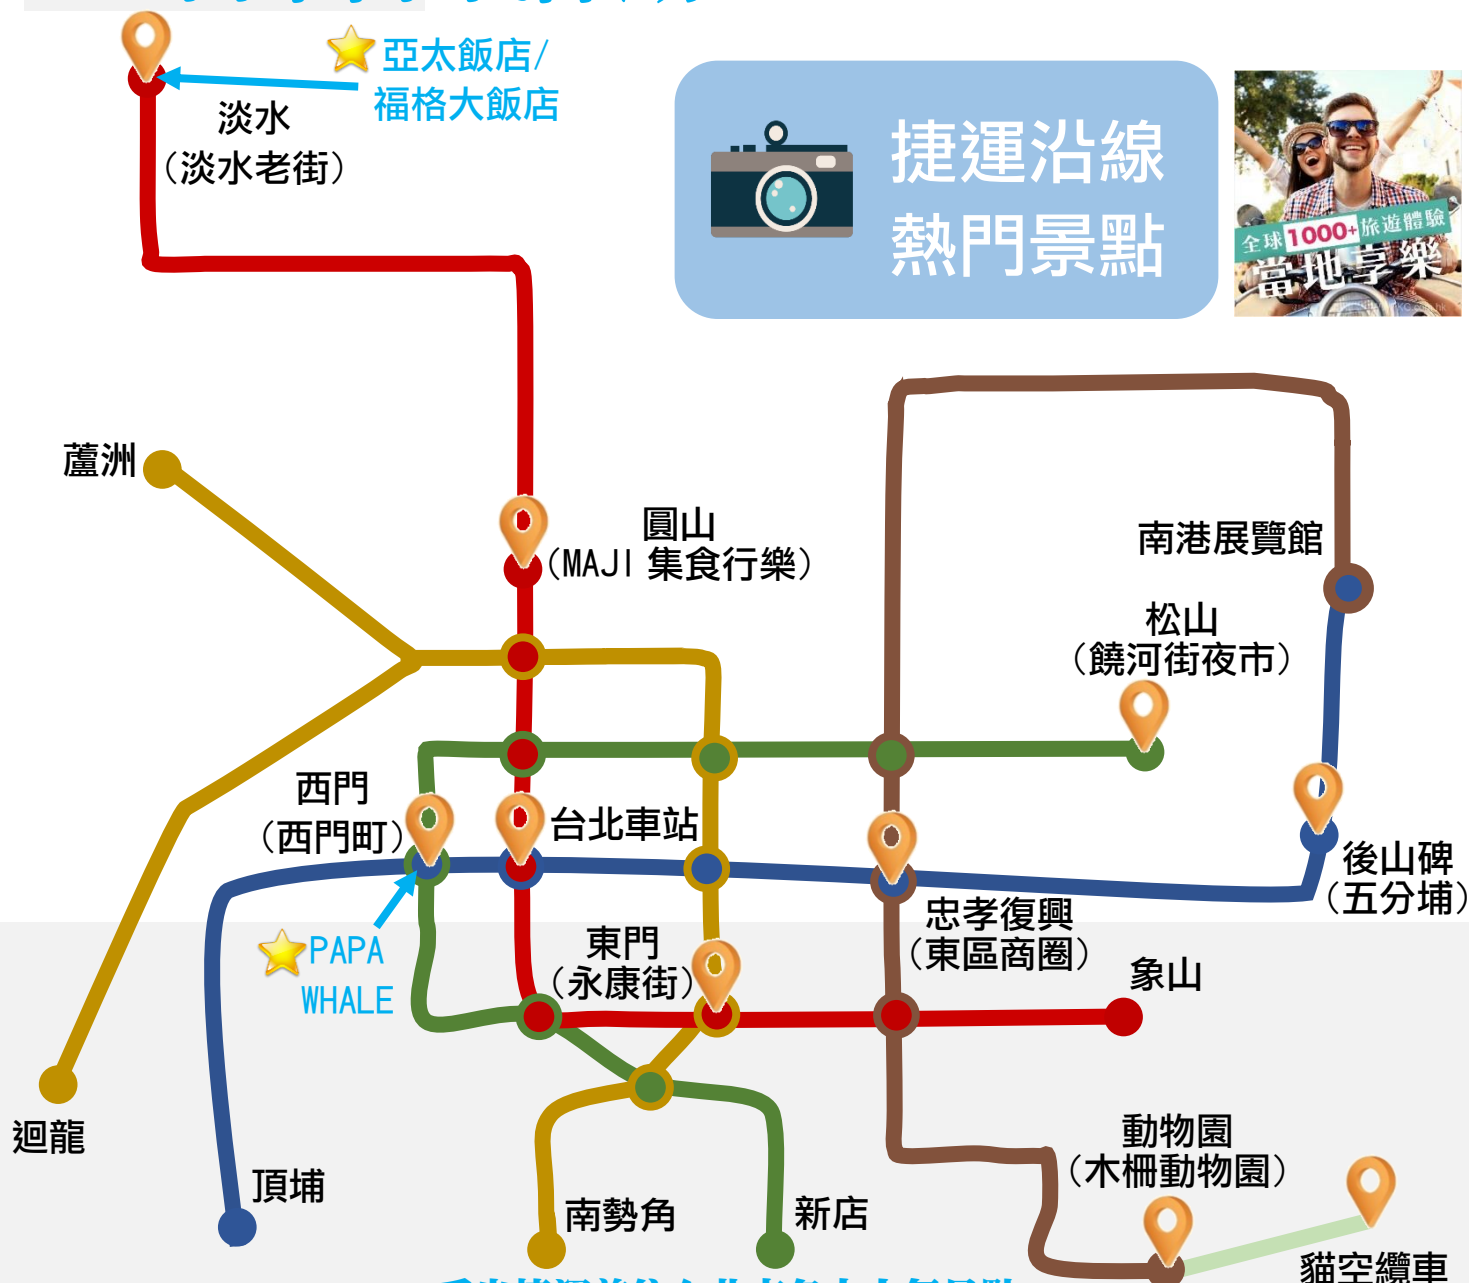 亞太飯店/
福格大飯店
淡水
（淡水老街）
捷運沿線
熱門景點
全球1000+旅遊體驗
當地享樂
蘆洲
圓山
（MAJI 集食行樂）
南港展覽館
松山
（饒河街夜市）
西門
（西門町）
台北車站
後山碑
（五分埔）
忠孝復興
（東區商圈）
PAPA
WHALE
東門
（永康街）
象山
迴龍
頂埔
南勢角
新店
動物園
（木柵動物園）
貓空纜車